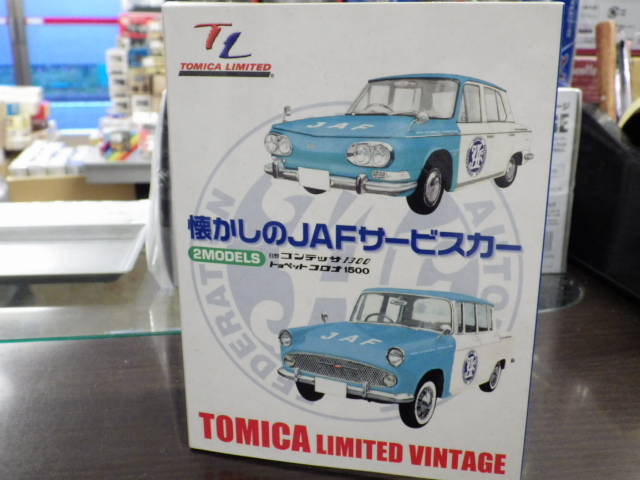 TL
TOMICA LIMITED
JAF
懐かしのJAFサービスカー
2MODELS
日野 コンテッサ1300
トヨペット コロナ1500
JAF
TOMICA LIMITED VINTAGE